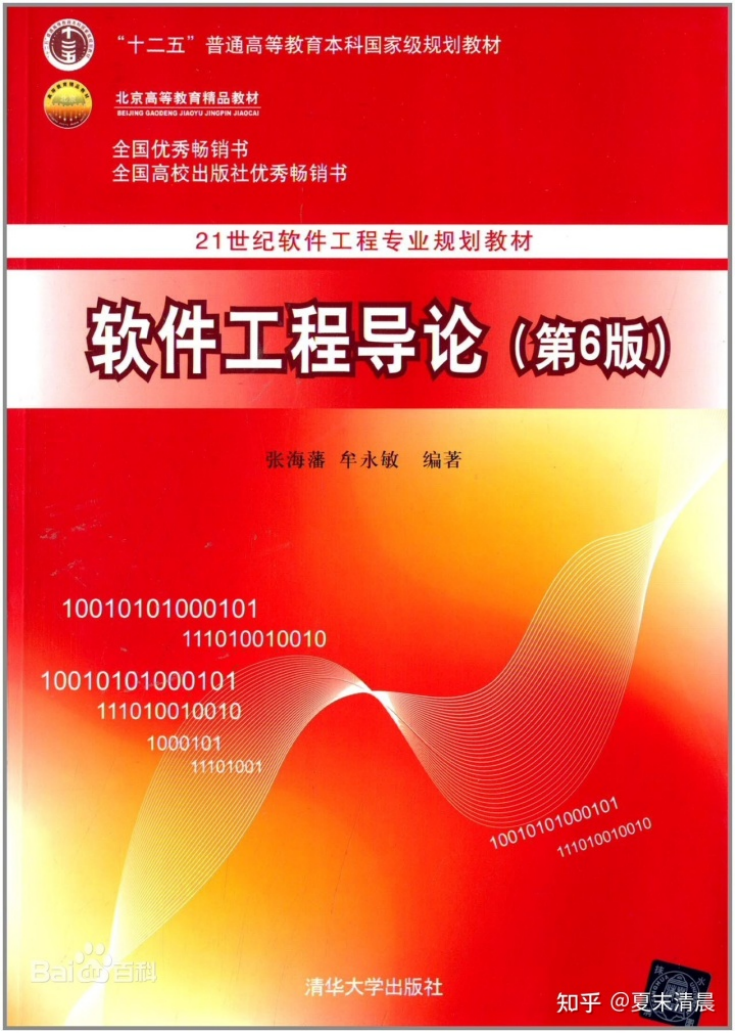 “十二五”普通高等教育本科国家级规划教材
北京高等教育精品教材
BEIJING GAODENG JIAOYU JINGPIN JIAOCAI
全国优秀畅销书
全国高校出版社优秀畅销书
21世纪软件工程专业规划教材
软件工程导论(第6版)
张海藩 牟永敏 编著
10010101000101
111010010010
10010101000101
111010010010
1000101
11101001
10010101000101
111010010010
Bai百科
清华大学出版社
知乎 @夏末清晨